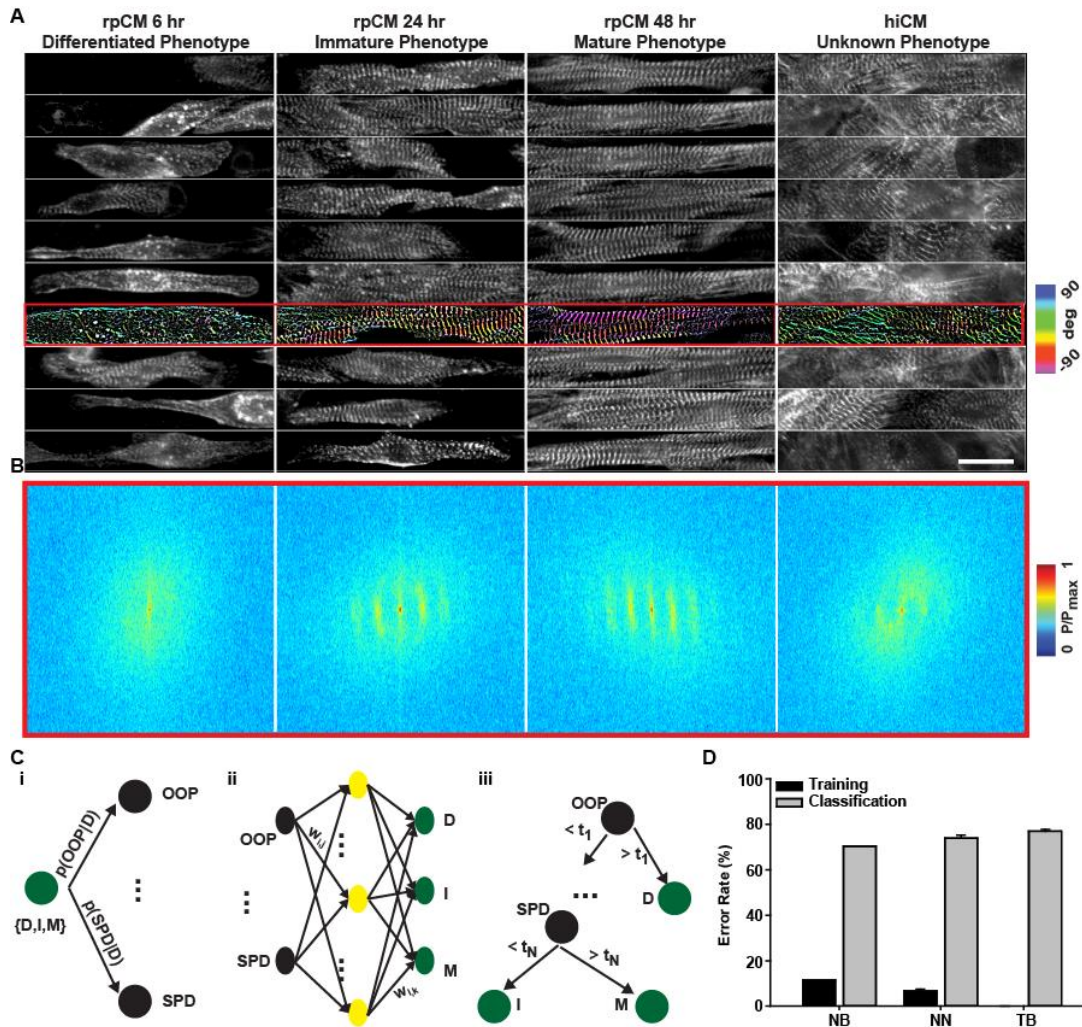 A
rpCM 6 hr
Differentiated Phenotype
rpCM 24 hr
Immature Phenotype
rpCM 48 hr
Mature Phenotype
hiCM
Unknown Phenotype
90
deg
-90
B
0 P/Pmax 1
C
i
OOP
p(OOP|D)
{D,I,M}
p(SPD|D)
SPD
ii
OOP
wi,j
D
I
SPD
M
iii
OOP
< t1
> t1
D
SPD
< tN
> tN
I
M
D
Training
Classification
Error Rate (%)
100
80
60
40
20
0
NB
NN
TB